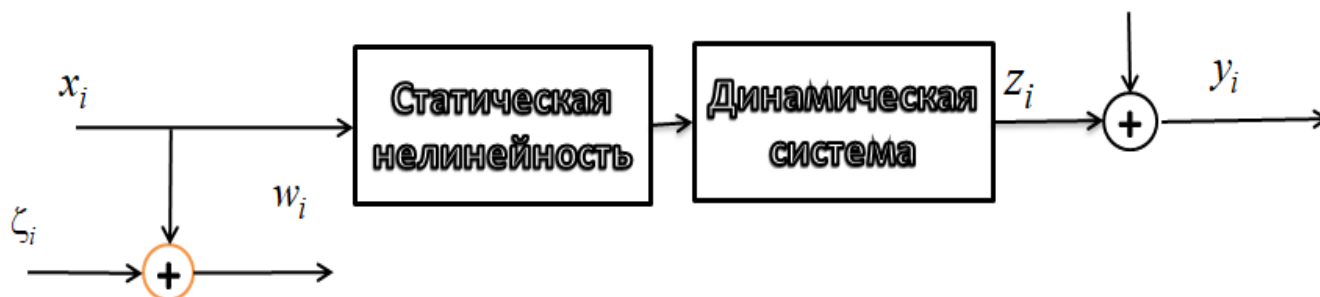 x_i
Статическая
нелинейность
Динамическая
система
z_i
+
y_i
w_i
ζ_i
+